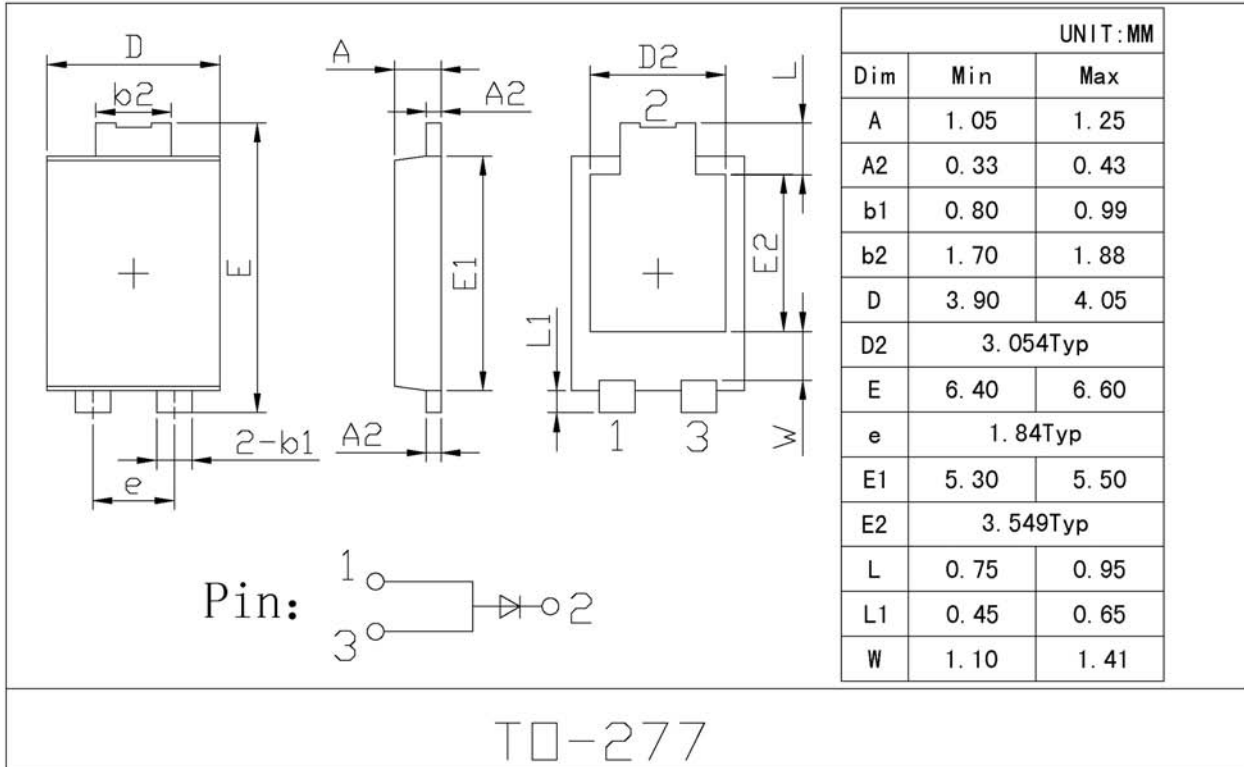 D
b2
E
2-b1
e
A
A2
E1
L1
A2
D2
2
L
E2
W
1 3
Pin:
1
3
2
UNIT:MM
Dim Min Max
A 1.05 1.25
A2 0.33 0.43
b1 0.80 0.99
b2 1.70 1.88
D 3.90 4.05
D2 3.054Typ
E 6.40 6.60
e 1.84Typ
E1 5.30 5.50
E2 3.549Typ
L 0.75 0.95
L1 0.45 0.65
W 1.10 1.41
TO-277